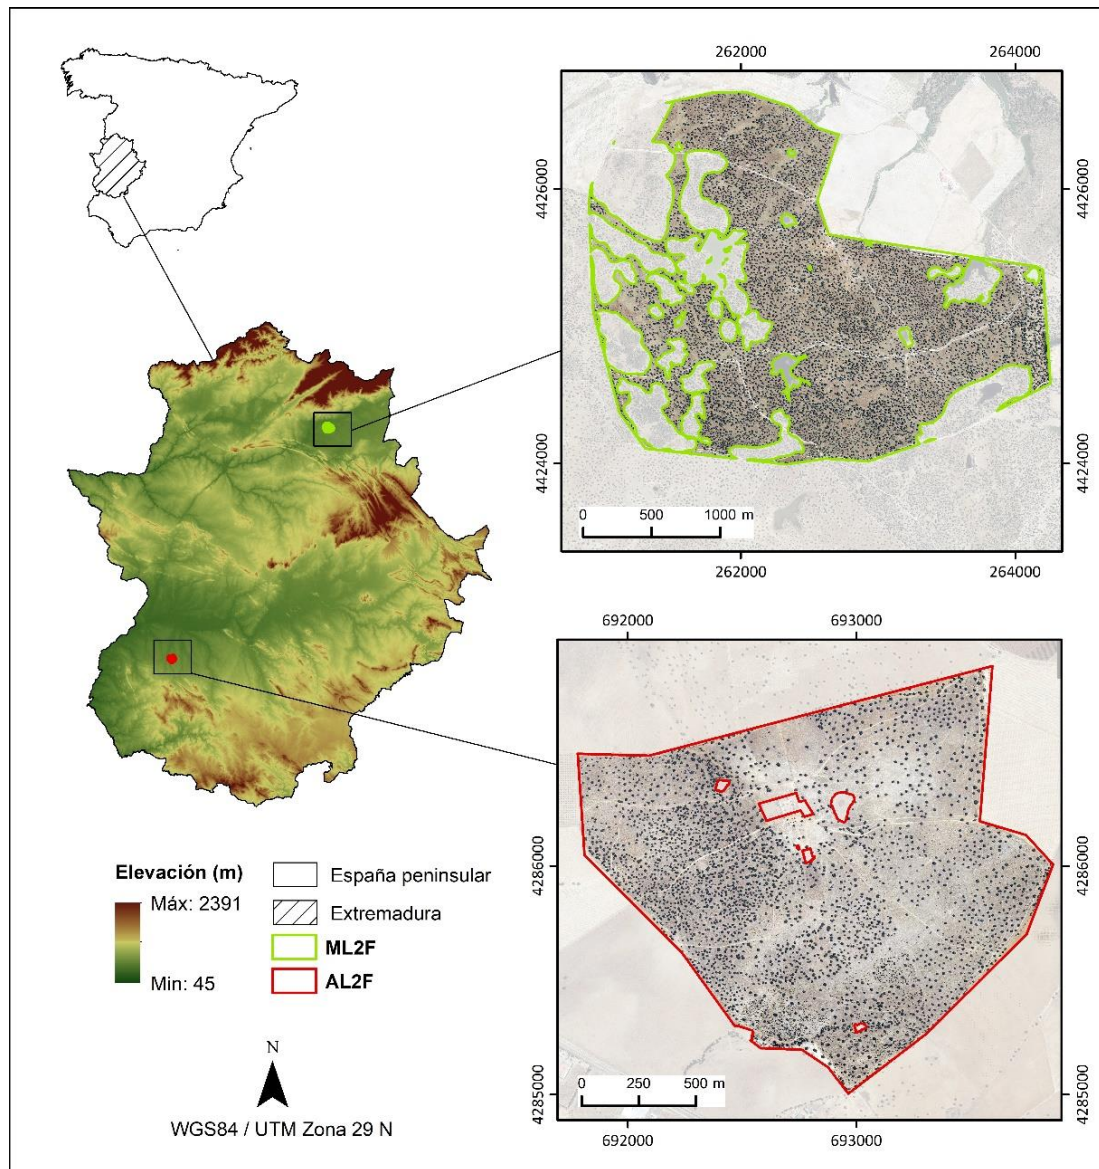 262000 264000
4426000 4426000
4424000 4424000
0 500 1000 m
262000 264000
692000 693000
4286000 4286000
4285000 4285000
0 250 500 m
692000 693000
Elevación (m)
Máx: 2391
Min: 45
España peninsular
Extremadura
ML2F
AL2F
N
WGS84 / UTM Zona 29 N